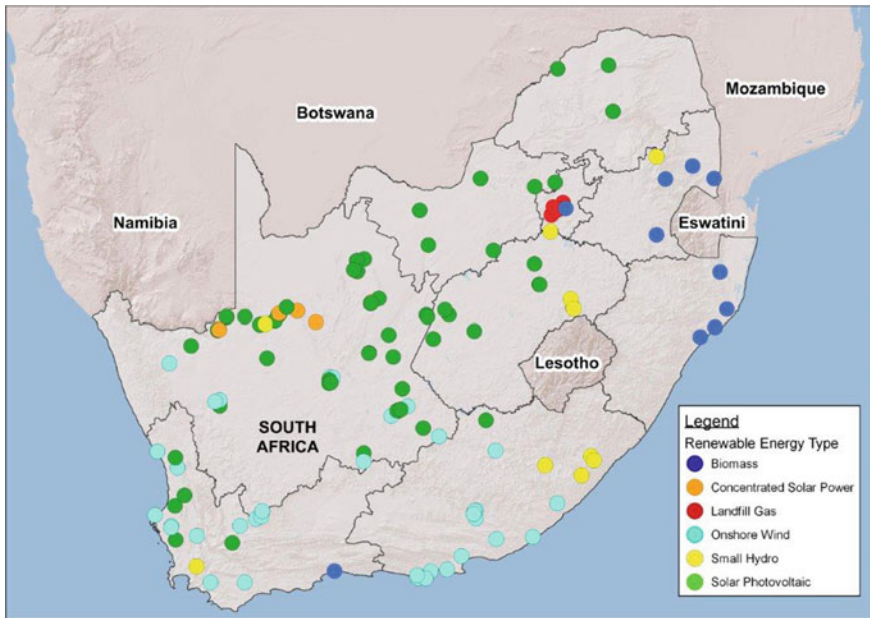 Mozambique
Botswana
Namibia
Eswatini
Lesotho
SOUTH
AFRICA
Legend
Renewable Energy Type
Biomass
Concentrated Solar Power
Landfill Gas
Onshore Wind
Small Hydro
Solar Photovoltaic